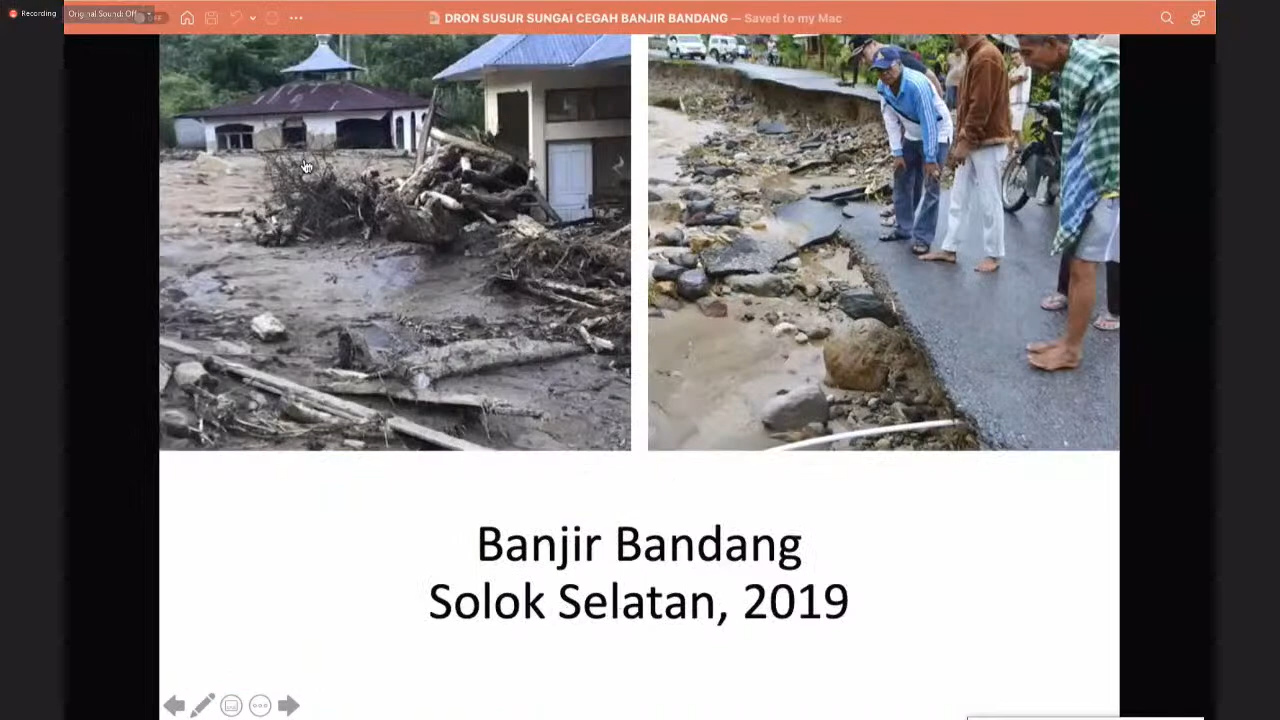 Recording
Original Sound: Off
OFF
DRON SUSUR SUNGAI CEGAH BANJIR BANDANG — Saved to my Mac
Banjir Bandang
Solok Selatan, 2019